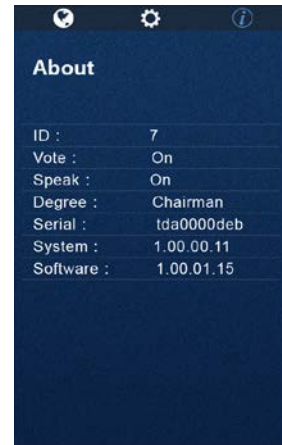 About
ID : 7
Vote : On
Speak : On
Degree : Chairman
Serial : tda0000deb
System : 1.00.00.11
Software : 1.00.01.15